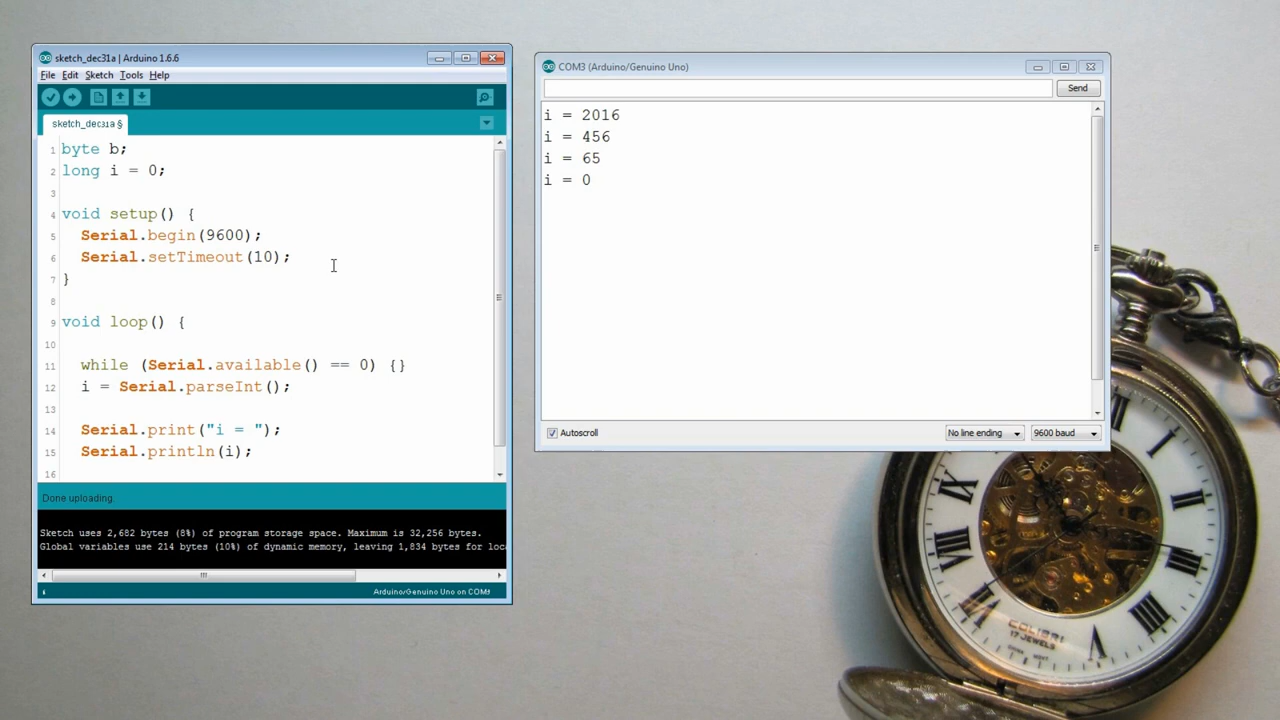 sketch_dec31a | Arduino 1.6.6
File Edit Sketch Tools Help
sketch_dec31a §
1 byte b;
2 long i = 0;
3
4 void setup() {
5 Serial.begin(9600);
6 Serial.setTimeout(10);
7 }
8
9 void loop() {
10
11 while (Serial.available() == 0) {}
12 i = Serial.parseInt();
13
14 Serial.print("i = ");
15 Serial.println(i);
16
Done uploading.
Sketch uses 2,682 bytes (8%) of program storage space. Maximum is 32,256 bytes.
Global variables use 214 bytes (10%) of dynamic memory, leaving 1,834 bytes for loc
Arduino/Genuino Uno on COM3
COM3 (Arduino/Genuino Uno)
Send
i = 2016
i = 456
i = 65
i = 0
Autoscroll
No line ending
9600 baud
COLIBRI
17 JEWELS